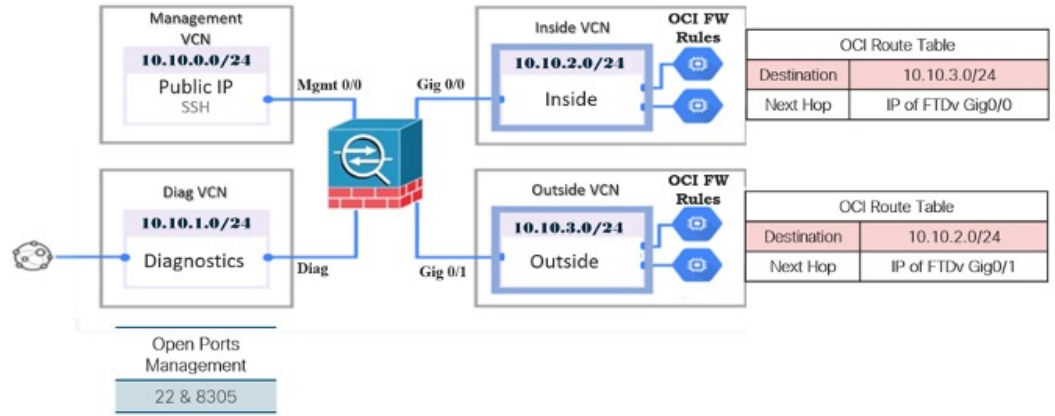 Management
VCN
10.10.0.0/24
Public IP
SSH
Mgmt 0/0
Gig 0/0
Inside VCN
10.10.2.0/24
Inside
OCI FW
Rules
OCI Route Table
Destination 10.10.3.0/24
Next Hop IP of FTDv Gig0/0
Diag VCN
10.10.1.0/24
Diagnostics
Diag
Gig 0/1
Outside VCN
10.10.3.0/24
Outside
OCI FW
Rules
OCI Route Table
Destination 10.10.2.0/24
Next Hop IP of FTDv Gig0/1
Open Ports
Management
22 & 8305